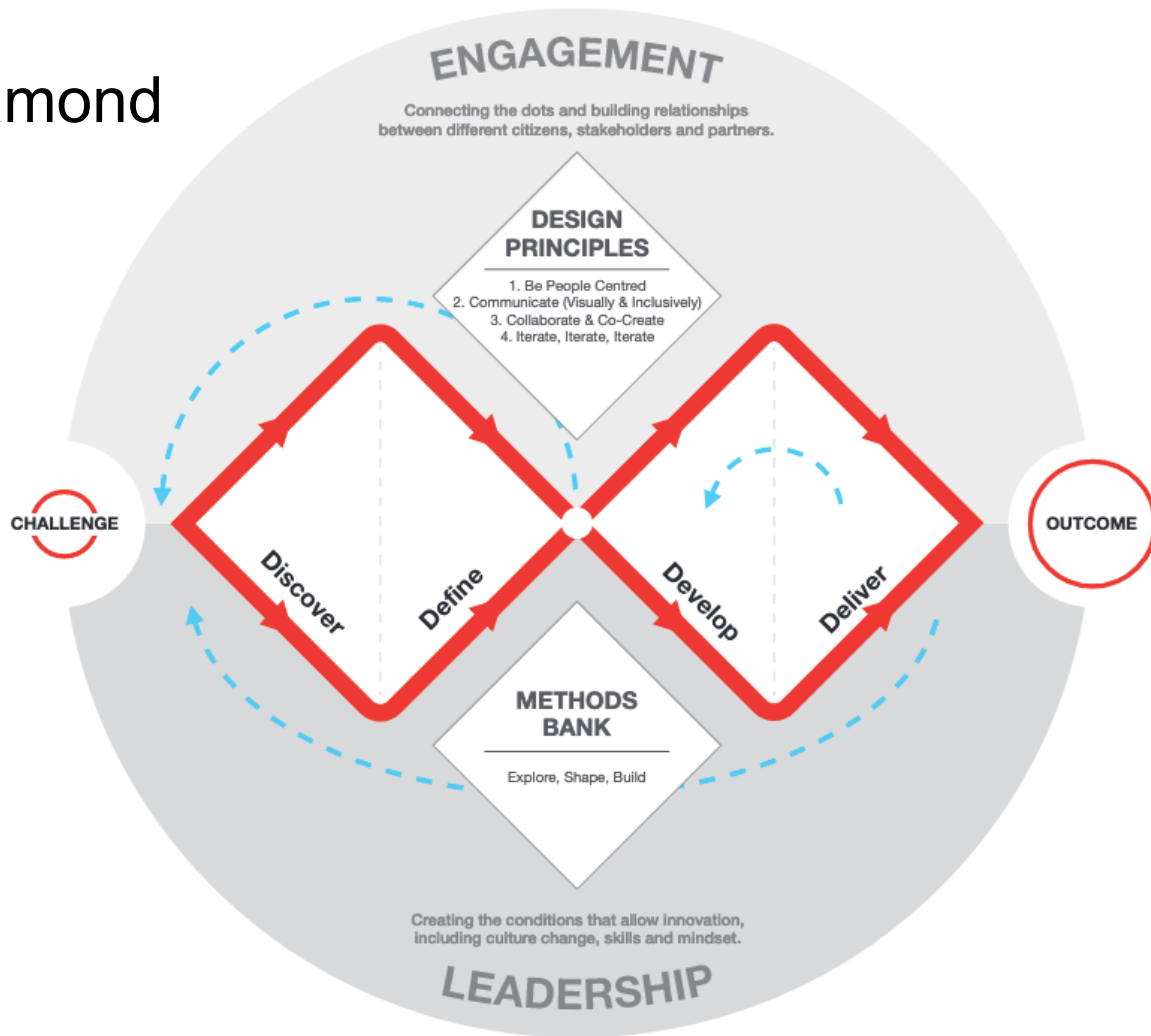 ENGAGEMENT
Connecting the dots and building relationships
between different citizens, stakeholders and partners.
DESIGN
PRINCIPLES
1. Be People Centred
2. Communicate (Visually & Inclusively)
3. Collaborate & Co-Create
4. Iterate, Iterate, Iterate
CHALLENGE
Discover
Define
Develop
Deliver
OUTCOME
METHODS
BANK
Explore, Shape, Build
Creating the conditions that allow innovation,
including culture change, skills and mindset.
LEADERSHIP